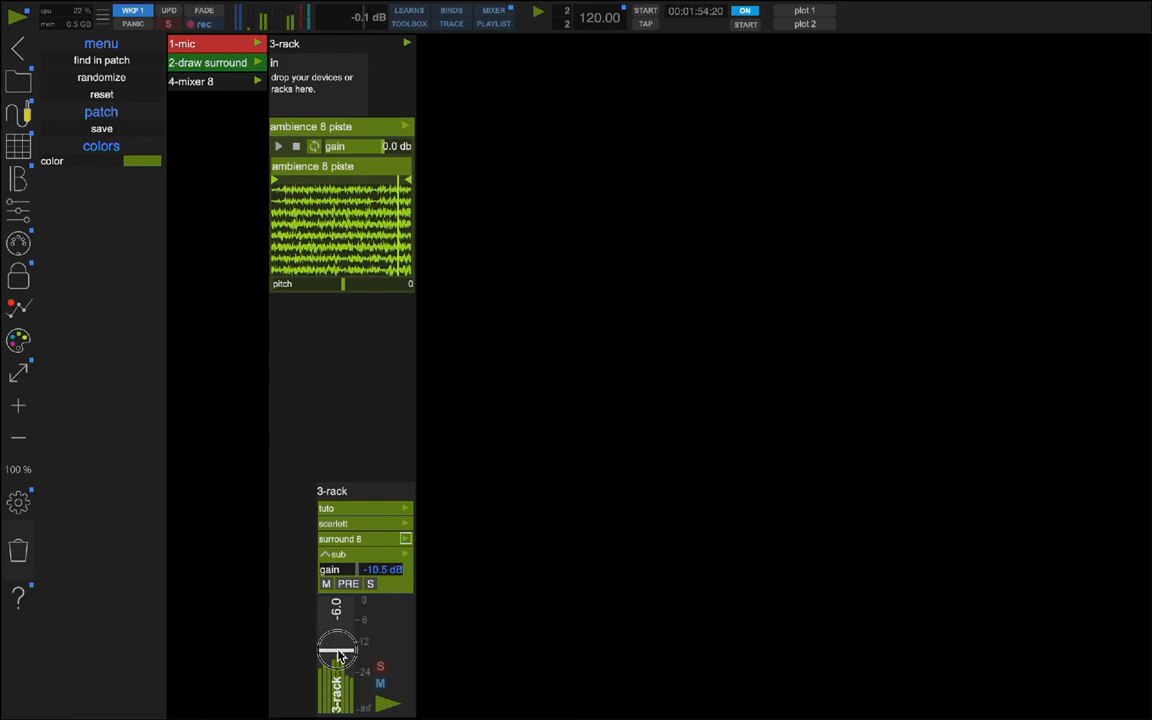 cpu 22 %
mem 0.5 GB
WKP 1
PANIC
UPD
S
FADE
rec
-0.1 dB
LEARNS
TOOLBOX
BINDS
TRACE
MIXER
PLAYLIST
2
2
120.00
START
TAP
00:01:54:20
ON
START
plot 1
plot 2
menu
find in patch
randomize
reset
patch
save
colors
color
100 %
?
1-mic
2-draw surround
4-mixer 8
3-rack
in
drop your devices or
racks here.
ambience 8 piste
gain 0.0 db
ambience 8 piste
pitch 0
3-rack
tuto
scarlett
surround 8
sub
gain -10.5 dB
M PRE S
-6.0
0
-6
-12
-24
-inf
S
M
3-rack